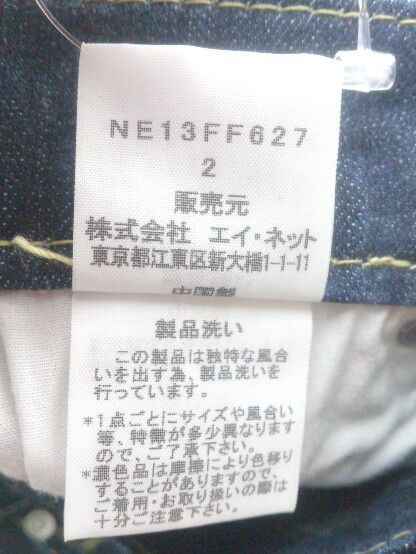 NE13FF627
2
販売元
株式会社 エイ・ネット
東京都江東区新大橋1-1-11
中国製
製品洗い
この製品は独特な風合
いを出す為、製品洗いを
行っています。
*1点ごとにサイズや風合い
等、特徴が多少異なります
ので、ご了承下さい。
*濃色品は摩擦により色移り
することがありますので、
ご着用・お取り扱いの際は
十分ご注意下さい。